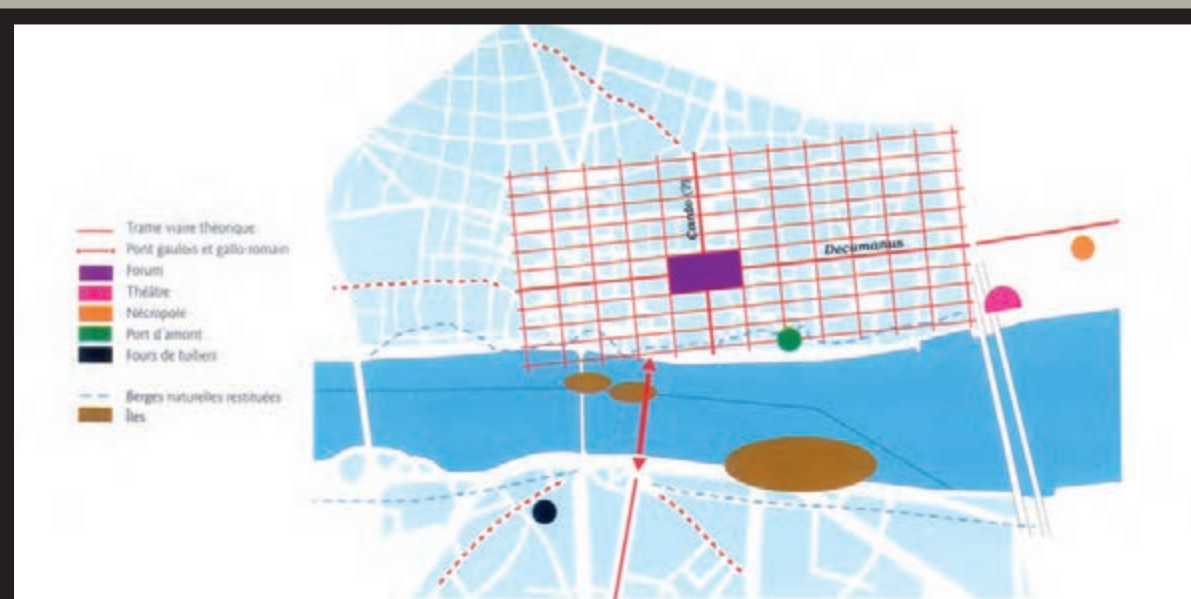 Trame viaire théorique
Pont gaulois et gallo-romain
Forum
Théâtre
Nécropole
Port d'amont
Fours de tuiliers
Berges naturelles restituées
Îles
Cardo (?)
Decumanus